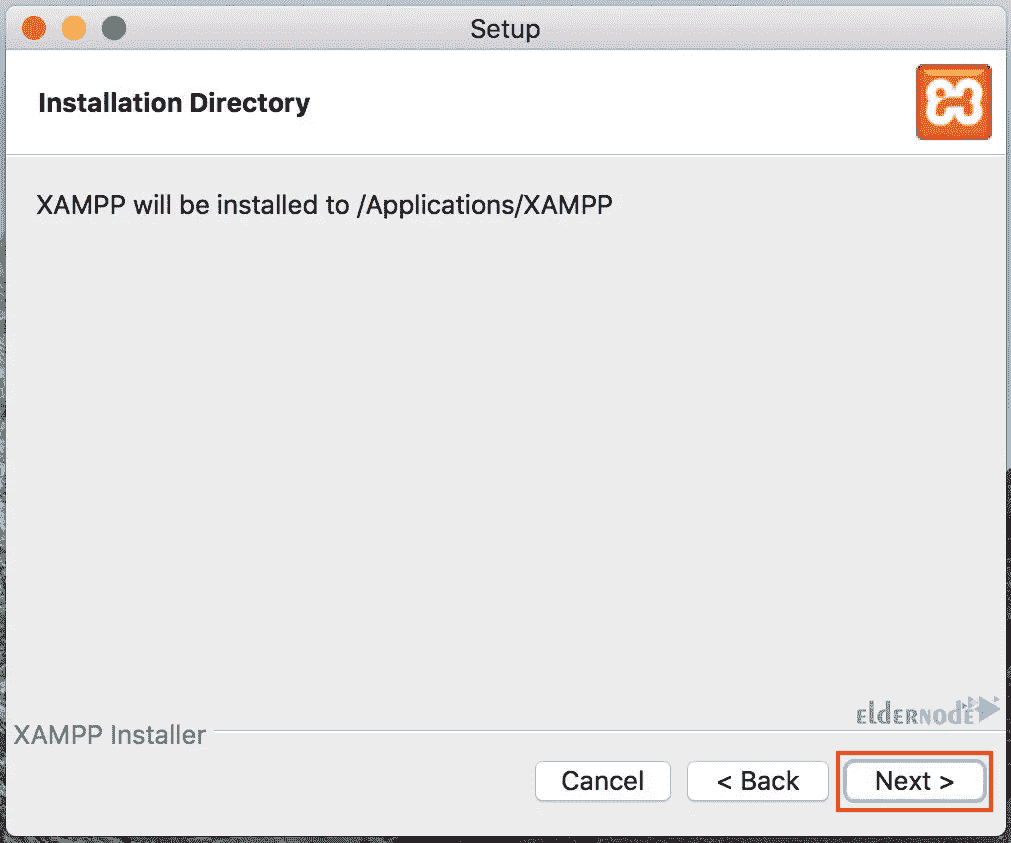 Setup
Installation Directory
XAMPP will be installed to /Applications/XAMPP
ELDERNODE
XAMPP Installer
Cancel
< Back
Next >